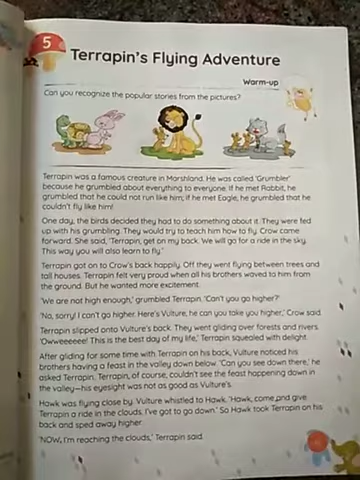 5
Terrapin's Flying Adventure
Warm-up
Can you recognize the popular stories from the pictures?
Terrapin was a famous creature in Marshland. He was called 'Grumbler'
because he grumbled about everything to everyone. If he met Rabbit, he
grumbled that he could not run like him; if he met Eagle, he grumbled that he
couldn't fly like him!
One day, the birds decided they had to do something about it. They were fed
up with his grumbling. They would try to teach him how to fly. Crow came
forward. She said, 'Terrapin, get on my back. We will go for a ride in the sky.
This way you will also learn to fly.'
Terrapin got on to Crow's back happily. Off they went flying between trees and
tall houses. Terrapin felt very proud when all his brothers waved to him from
the ground. But he wanted more excitement.
'We are not high enough,' grumbled Terrapin. 'Can't you go higher?'
'No, sorry! I can't go higher. Here's Vulture, he can you take you higher,' Crow said.
Terrapin slipped onto Vulture's back. They went gliding over forests and rivers.
'Owweeeeee! This is the best day of my life,' Terrapin squealed with delight.
After gliding for some time with Terrapin on his back, Vulture noticed his
brothers having a feast in the valley down below. 'Can you see down there,' he
asked Terrapin. Terrapin, of course, couldn't see the feast happening down in
the valley—his eyesight was not as good as Vulture's.
Hawk was flying close by. Vulture whistled to Hawk. 'Hawk, come and give
Terrapin a ride in the clouds. I've got to go down.' So Hawk took Terrapin on his
back and sped away higher.
'NOW, I'm reaching the clouds,' Terrapin said.